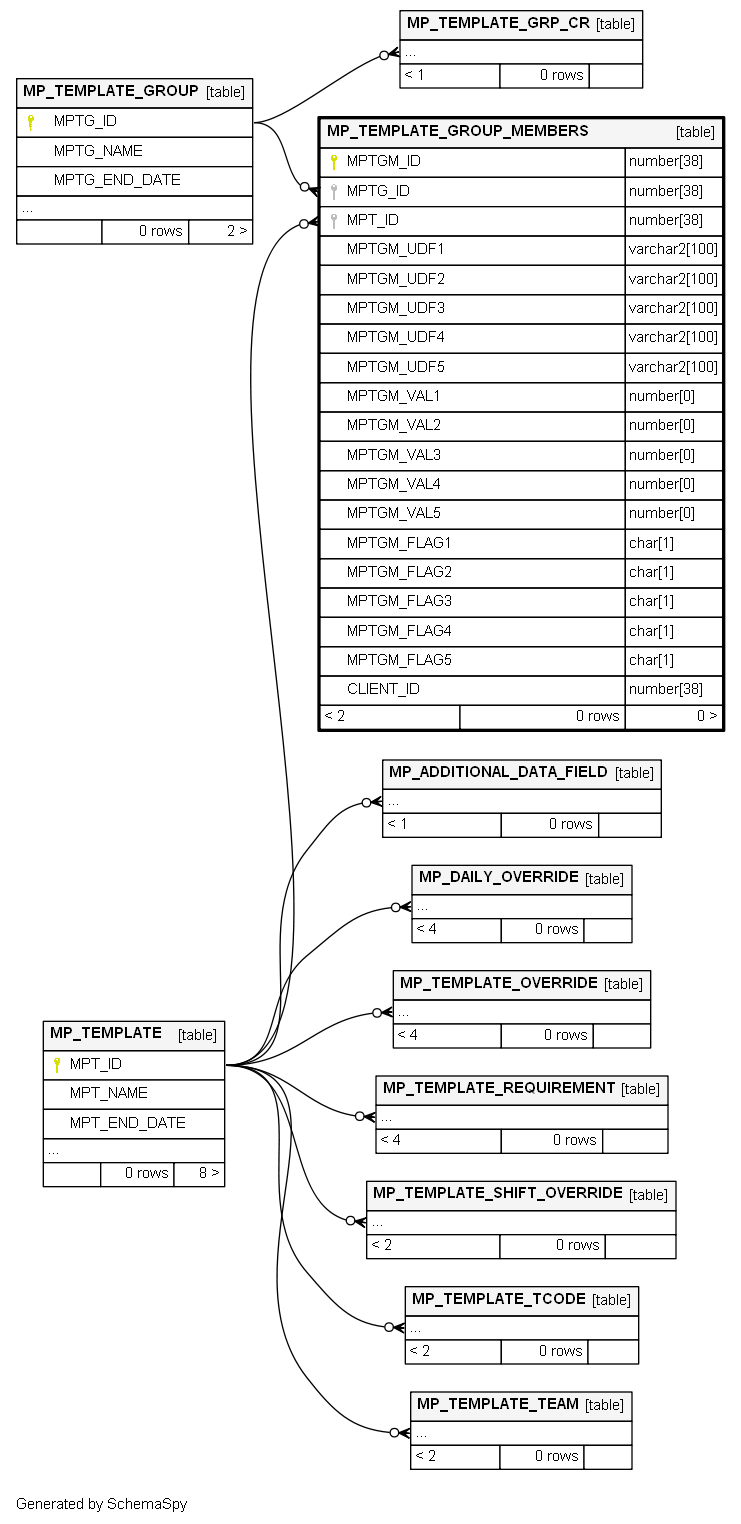 MP_TEMPLATE_GRP_CR [table]
...
< 1 0 rows
MP_TEMPLATE_GROUP [table]
MPTG_ID
MPTG_NAME
MPTG_END_DATE
...
0 rows 2 >
MP_TEMPLATE_GROUP_MEMBERS [table]
MPTGM_ID number[38]
MPTG_ID number[38]
MPT_ID number[38]
MPTGM_UDF1 varchar2[100]
MPTGM_UDF2 varchar2[100]
MPTGM_UDF3 varchar2[100]
MPTGM_UDF4 varchar2[100]
MPTGM_UDF5 varchar2[100]
MPTGM_VAL1 number[0]
MPTGM_VAL2 number[0]
MPTGM_VAL3 number[0]
MPTGM_VAL4 number[0]
MPTGM_VAL5 number[0]
MPTGM_FLAG1 char[1]
MPTGM_FLAG2 char[1]
MPTGM_FLAG3 char[1]
MPTGM_FLAG4 char[1]
MPTGM_FLAG5 char[1]
CLIENT_ID number[38]
< 2 0 rows 0 >
MP_ADDITIONAL_DATA_FIELD [table]
...
< 1 0 rows
MP_DAILY_OVERRIDE [table]
...
< 4 0 rows
MP_TEMPLATE_OVERRIDE [table]
...
< 4 0 rows
MP_TEMPLATE [table]
MPT_ID
MPT_NAME
MPT_END_DATE
...
0 rows 8 >
MP_TEMPLATE_REQUIREMENT [table]
...
< 4 0 rows
MP_TEMPLATE_SHIFT_OVERRIDE [table]
...
< 2 0 rows
MP_TEMPLATE_TCODE [table]
...
< 2 0 rows
MP_TEMPLATE_TEAM [table]
...
< 2 0 rows
Generated by SchemaSpy